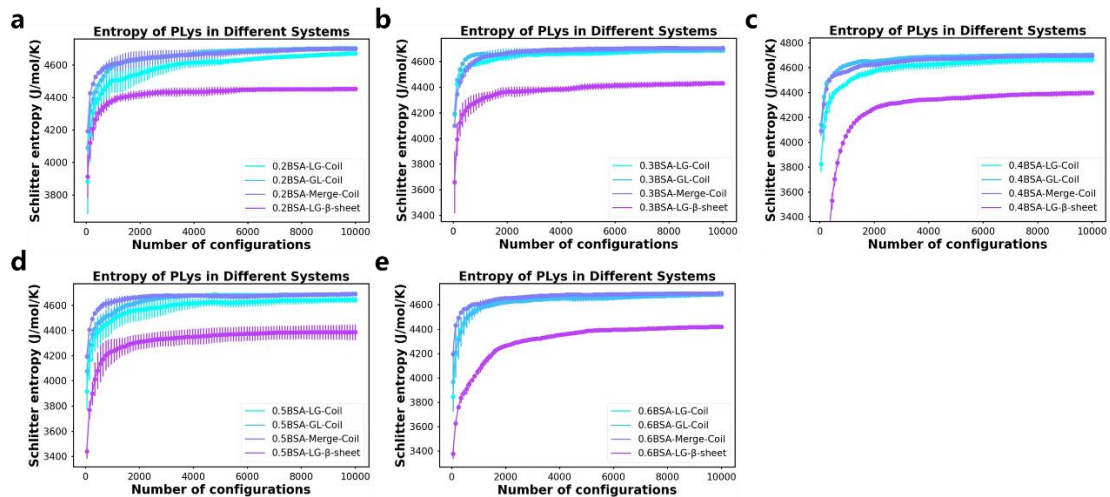 a
Entropy of PLys in Different Systems
Schlitter entropy (J/mol/K)
4600
4400
4200
4000
3800
0.2BSA-LG-Coil
0.2BSA-GL-Coil
0.2BSA-Merge-Coil
0.2BSA-LG-β-sheet
0 2000 4000 6000 8000 10000
Number of configurations
b
Entropy of PLys in Different Systems
Schlitter entropy (J/mol/K)
4600
4400
4200
4000
3800
3600
3400
0.3BSA-LG-Coil
0.3BSA-GL-Coil
0.3BSA-Merge-Coil
0.3BSA-LG-β-sheet
0 2000 4000 6000 8000 10000
Number of configurations
c
Entropy of PLys in Different Systems
Schlitter entropy (J/mol/K)
4800
4600
4400
4200
4000
3800
3600
3400
0.4BSA-LG-Coil
0.4BSA-GL-Coil
0.4BSA-Merge-Coil
0.4BSA-LG-β-sheet
0 2000 4000 6000 8000 10000
Number of configurations
d
Entropy of PLys in Different Systems
Schlitter entropy (J/mol/K)
4600
4400
4200
4000
3800
3600
3400
0.5BSA-LG-Coil
0.5BSA-GL-Coil
0.5BSA-Merge-Coil
0.5BSA-LG-β-sheet
0 2000 4000 6000 8000 10000
Number of configurations
e
Entropy of PLys in Different Systems
Schlitter entropy (J/mol/K)
4600
4400
4200
4000
3800
3600
3400
0.6BSA-LG-Coil
0.6BSA-GL-Coil
0.6BSA-Merge-Coil
0.6BSA-LG-β-sheet
0 2000 4000 6000 8000 10000
Number of configurations